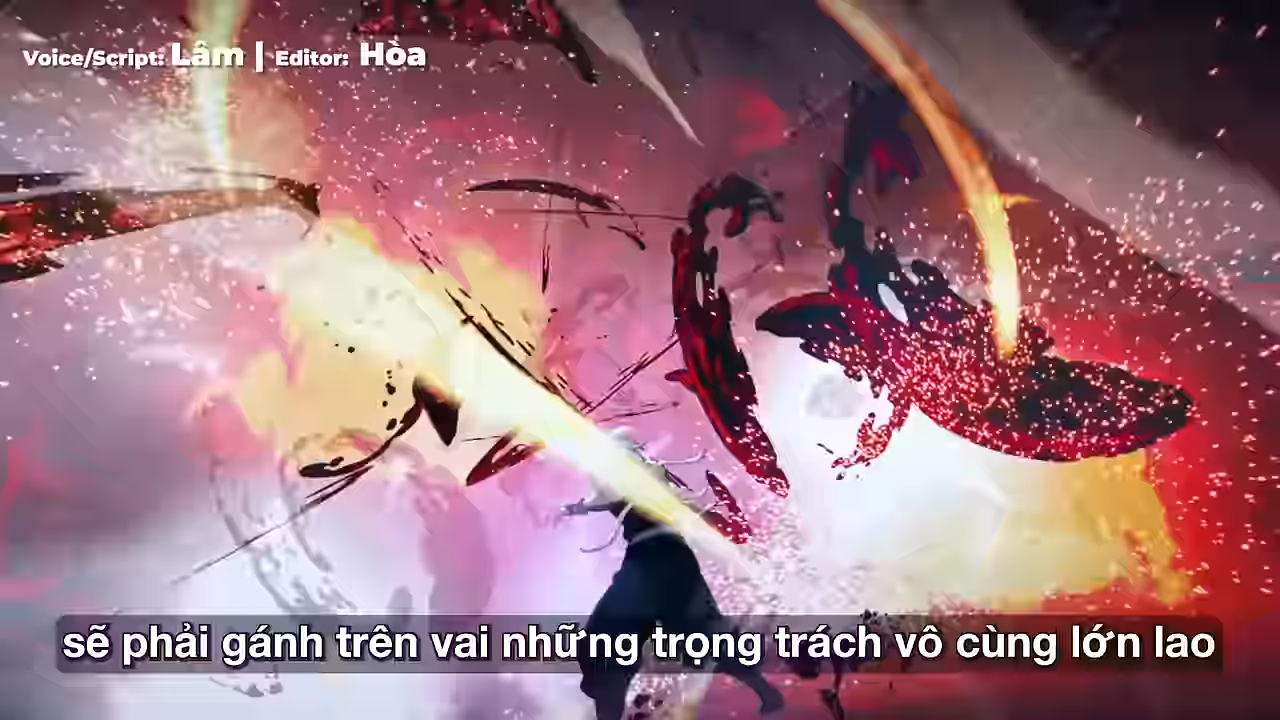 Voice/Script: Lâm | Editor: Hòa
sẽ phải gánh trên vai những trọng trách vô cùng lớn lao